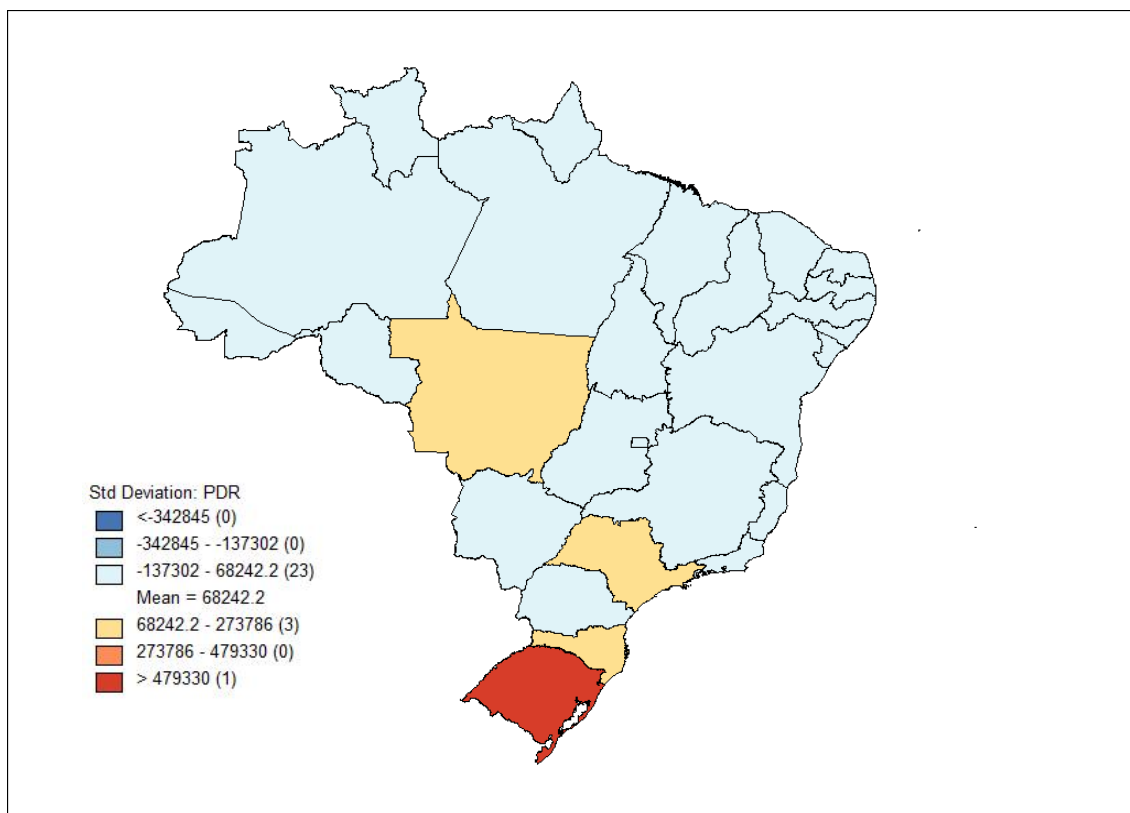 Std Deviation: PDR
<-342845 (0)
-342845 - -137302 (0)
-137302 - 68242.2 (23)
Mean = 68242.2
68242.2 - 273786 (3)
273786 - 479330 (0)
> 479330 (1)